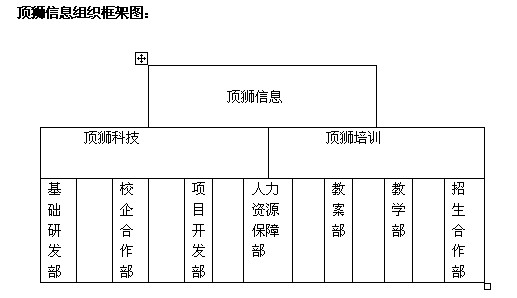 顶狮信息组织框架图：
顶狮信息
顶狮科技
顶狮培训
基础研发部
校企合作部
项目开发部
人力资源保障部
教案部
教学部
招生合作部